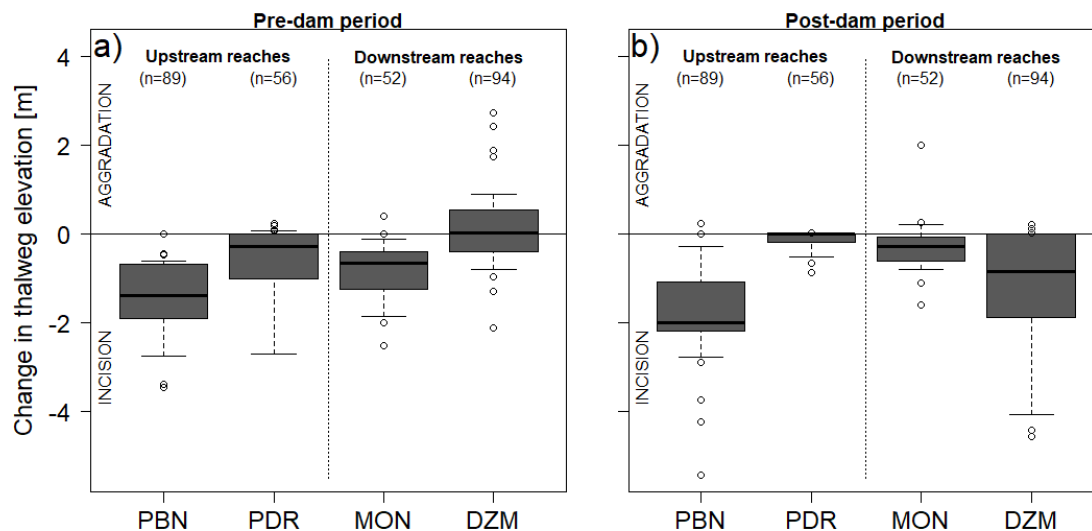 Pre-dam period
Post-dam period
a)
Upstream reaches
(n=89)
(n=56)
Downstream reaches
(n=52)
(n=94)
b)
Upstream reaches
(n=89)
(n=56)
Downstream reaches
(n=52)
(n=94)
Change in thalweg elevation [m]
4
2
0
-2
-4
AGGRADATION
INCISION
AGGRADATION
INCISION
PBN
PDR
MON
DZM
PBN
PDR
MON
DZM